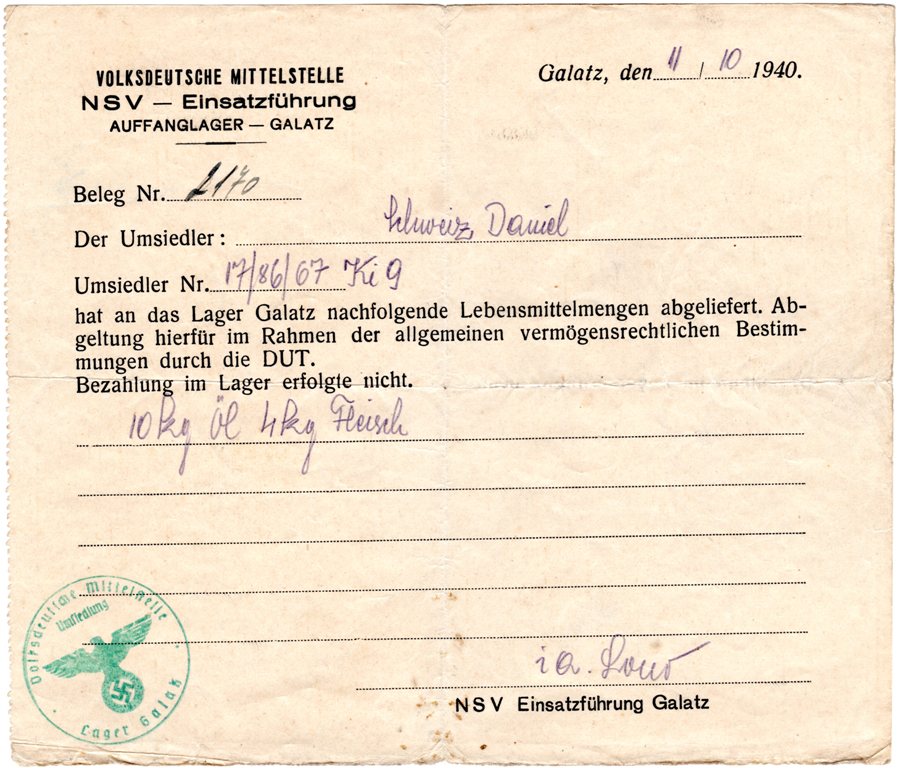 VOLKSDEUTSCHE MITTELSTELLE
NSV — Einsatzführung
AUFFANGLAGER — GALATZ
Galatz, den 11 / 10 1940.
Beleg Nr. 2170
Der Umsiedler: Schweiz, Daniel
Umsiedler Nr. 17/86/67 Ki 9
hat an das Lager Galatz nachfolgende Lebensmittelmengen abgeliefert. Ab-
geltung hierfür im Rahmen der allgemeinen vermögensrechtlichen Bestim-
mungen durch die DUT.
Bezahlung im Lager erfolgte nicht.
10 kg Öl 4 kg Fleisch
Volksdeutsche Mittelstelle
Umsiedlung
Lager Galatz
i a.
NSV Einsatzführung Galatz